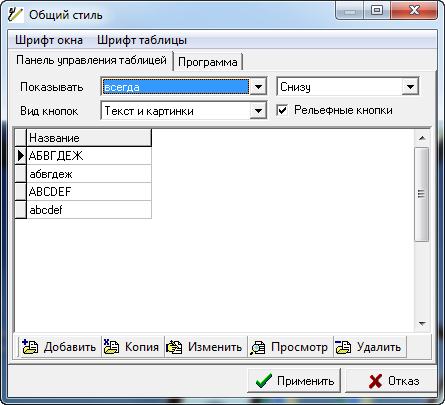 Общий стиль
Шрифт окна Шрифт таблицы
Панель управления таблицей Программа
Показывать всегда Снизу
Вид кнопок Текст и картинки Рельефные кнопки
Название
АБВГДЕЖ
абвгдеж
ABCDEF
abcdef
Добавить Копия Изменить Просмотр Удалить
Применить Отказ